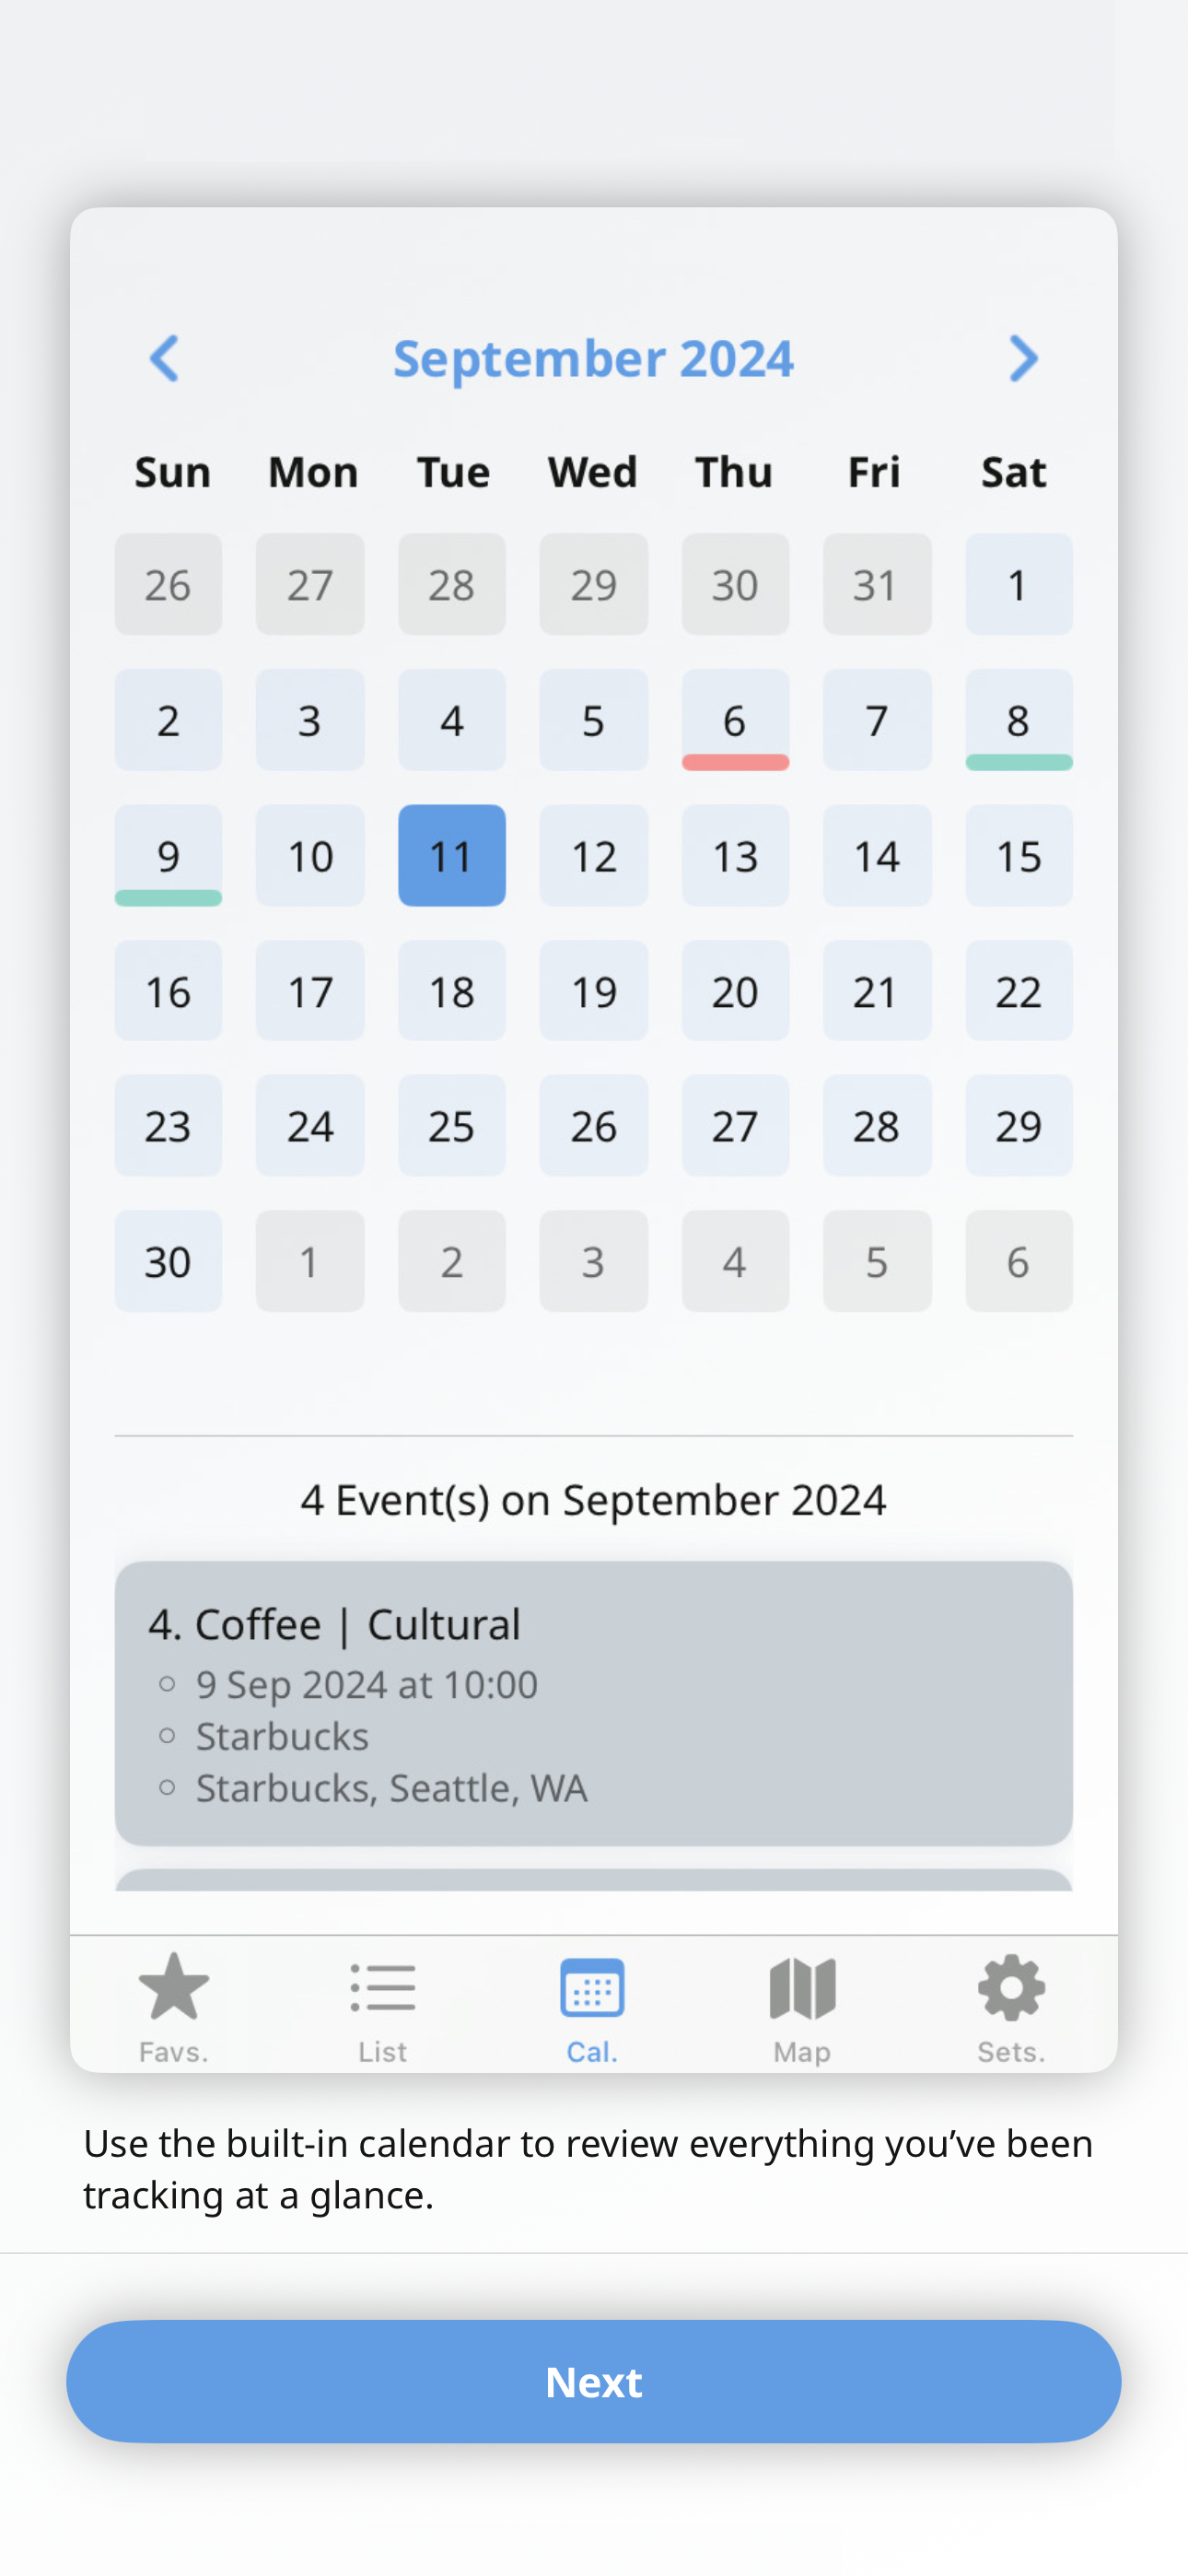 September 2024
Sun Mon Tue Wed Thu Fri Sat
26 27 28 29 30 31 1
2 3 4 5 6 7 8
9 10 11 12 13 14 15
16 17 18 19 20 21 22
23 24 25 26 27 28 29
30 1 2 3 4 5 6
4 Event(s) on September 2024
4. Coffee | Cultural
9 Sep 2024 at 10:00
Starbucks
Starbucks, Seattle, WA
Favs. List Cal. Map Sets.
Use the built-in calendar to review everything you’ve been
tracking at a glance.
Next